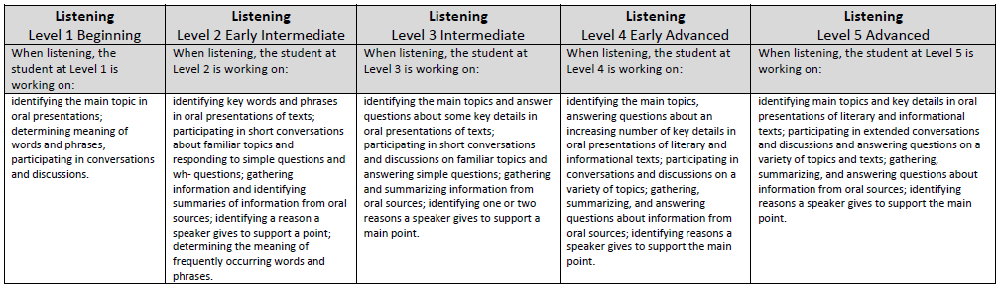 Listening
Level 1 Beginning
When listening, the
student at Level 1 is
working on:
identifying the main topic in
oral presentations;
determining meaning of
words and phrases;
participating in conversations
and discussions.
Listening
Level 2 Early Intermediate
When listening, the student at
Level 2 is working on:
identifying key words and phrases
in oral presentations of texts;
participating in short conversations
about familiar topics and
responding to simple questions and
wh- questions; gathering
information and identifying
summaries of information from oral
sources; identifying a reason a
speaker gives to support a point;
determining the meaning of
frequently occurring words and
phrases.
Listening
Level 3 Intermediate
When listening, the student at
Level 3 is working on:
identifying the main topics and answer
questions about some key details in
oral presentations of texts;
participating in short conversations
and discussions on familiar topics and
answering simple questions; gathering
and summarizing information from
oral sources; identifying one or two
reasons a speaker gives to support a
main point.
Listening
Level 4 Early Advanced
When listening, the student at
Level 4 is working on:
identifying the main topics,
answering questions about an
increasing number of key details in
oral presentations of literary and
informational texts; participating in
conversations and discussions on a
variety of topics; gathering,
summarizing, and answering
questions about information from
oral sources; identifying reasons a
speaker gives to support the main
point.
Listening
Level 5 Advanced
When listening, the student at Level 5 is
working on:
identifying main topics and key details in oral
presentations of literary and informational
texts; participating in extended conversations
and discussions and answering questions on a
variety of topics and texts; gathering,
summarizing, and answering questions about
information from oral sources; identifying
reasons a speaker gives to support the main
point.